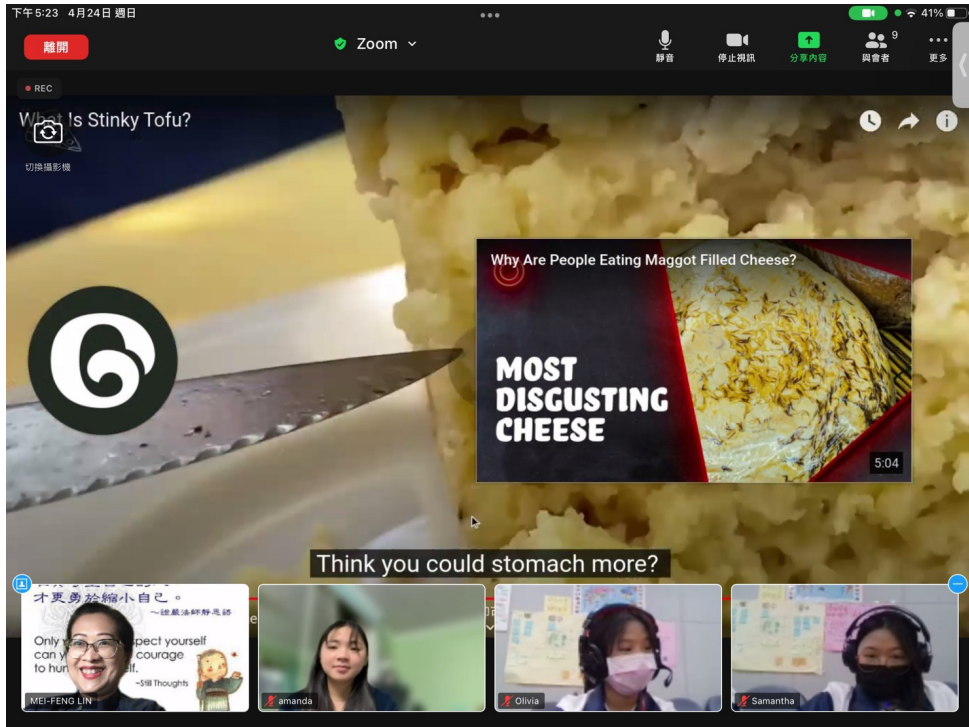 下午5:23 4月24日 週日
41%
離開
Zoom
靜音
停止視訊
分享內容
與會者
9
更多
REC
What Is Stinky Tofu?
切換攝影機
Why Are People Eating Maggot Filled Cheese?
MOST
DISGUSTING
CHEESE
5:04
Think you could stomach more?
才更勇於縮小自己。
~證嚴法師靜思語
Only
spect yourself
can
courage
to
~Still Thoughts
MEI-FENG LIN
amanda
Olivia
Samantha